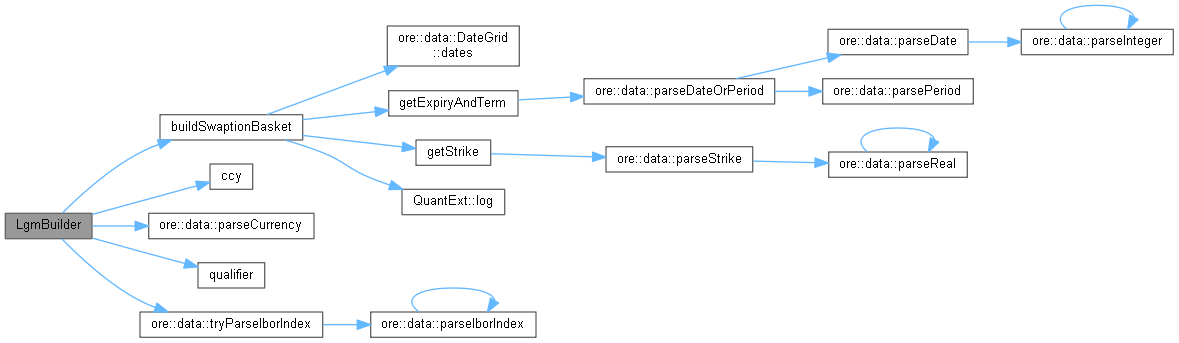 LgmBuilder
buildSwaptionBasket
ore::data::DateGrid
::dates
getExpiryAndTerm
ore::data::parseDateOrPeriod
ore::data::parseDate
ore::data::parseInteger
ore::data::parsePeriod
getStrike
ore::data::parseStrike
ore::data::parseReal
QuantExt::log
ccy
ore::data::parseCurrency
qualifier
ore::data::tryParseIborIndex
ore::data::parseIborIndex